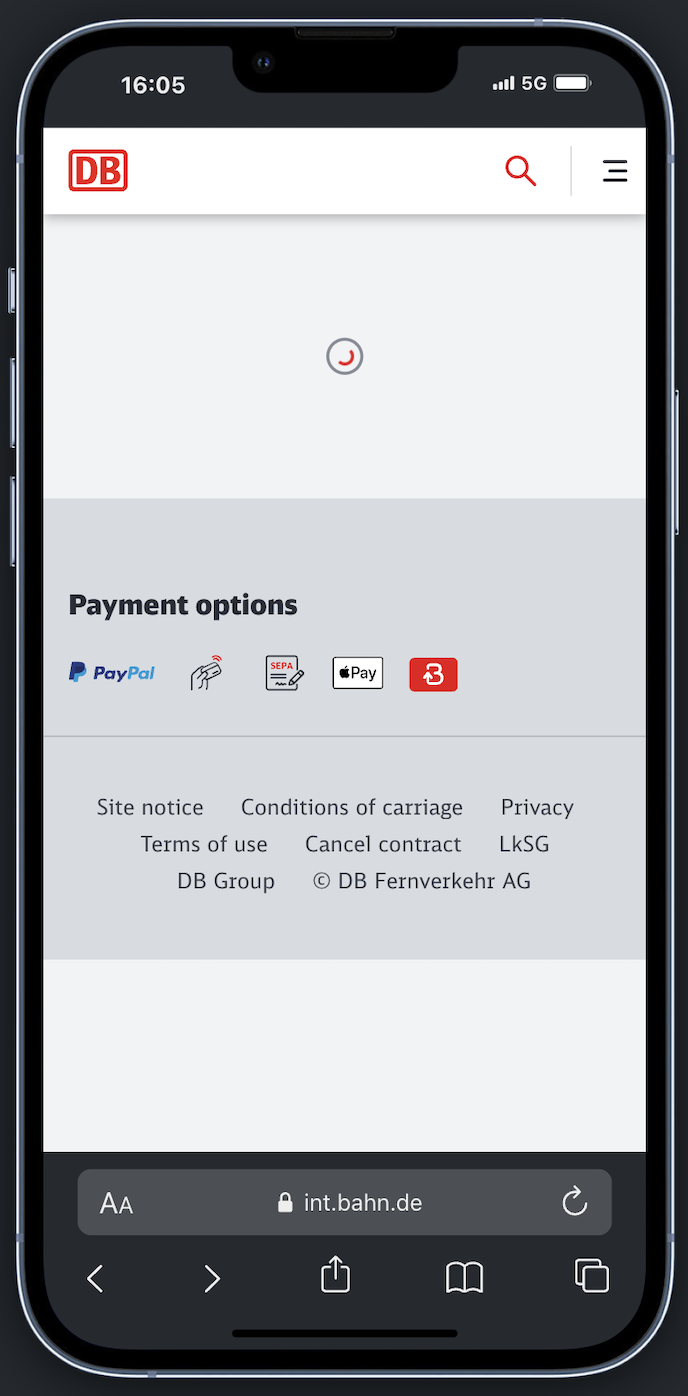 16:05 5G
DB
Payment options
PayPal SEPA Pay
Site notice Conditions of carriage Privacy
Terms of use Cancel contract LkSG
DB Group © DB Fernverkehr AG
AA int.bahn.de